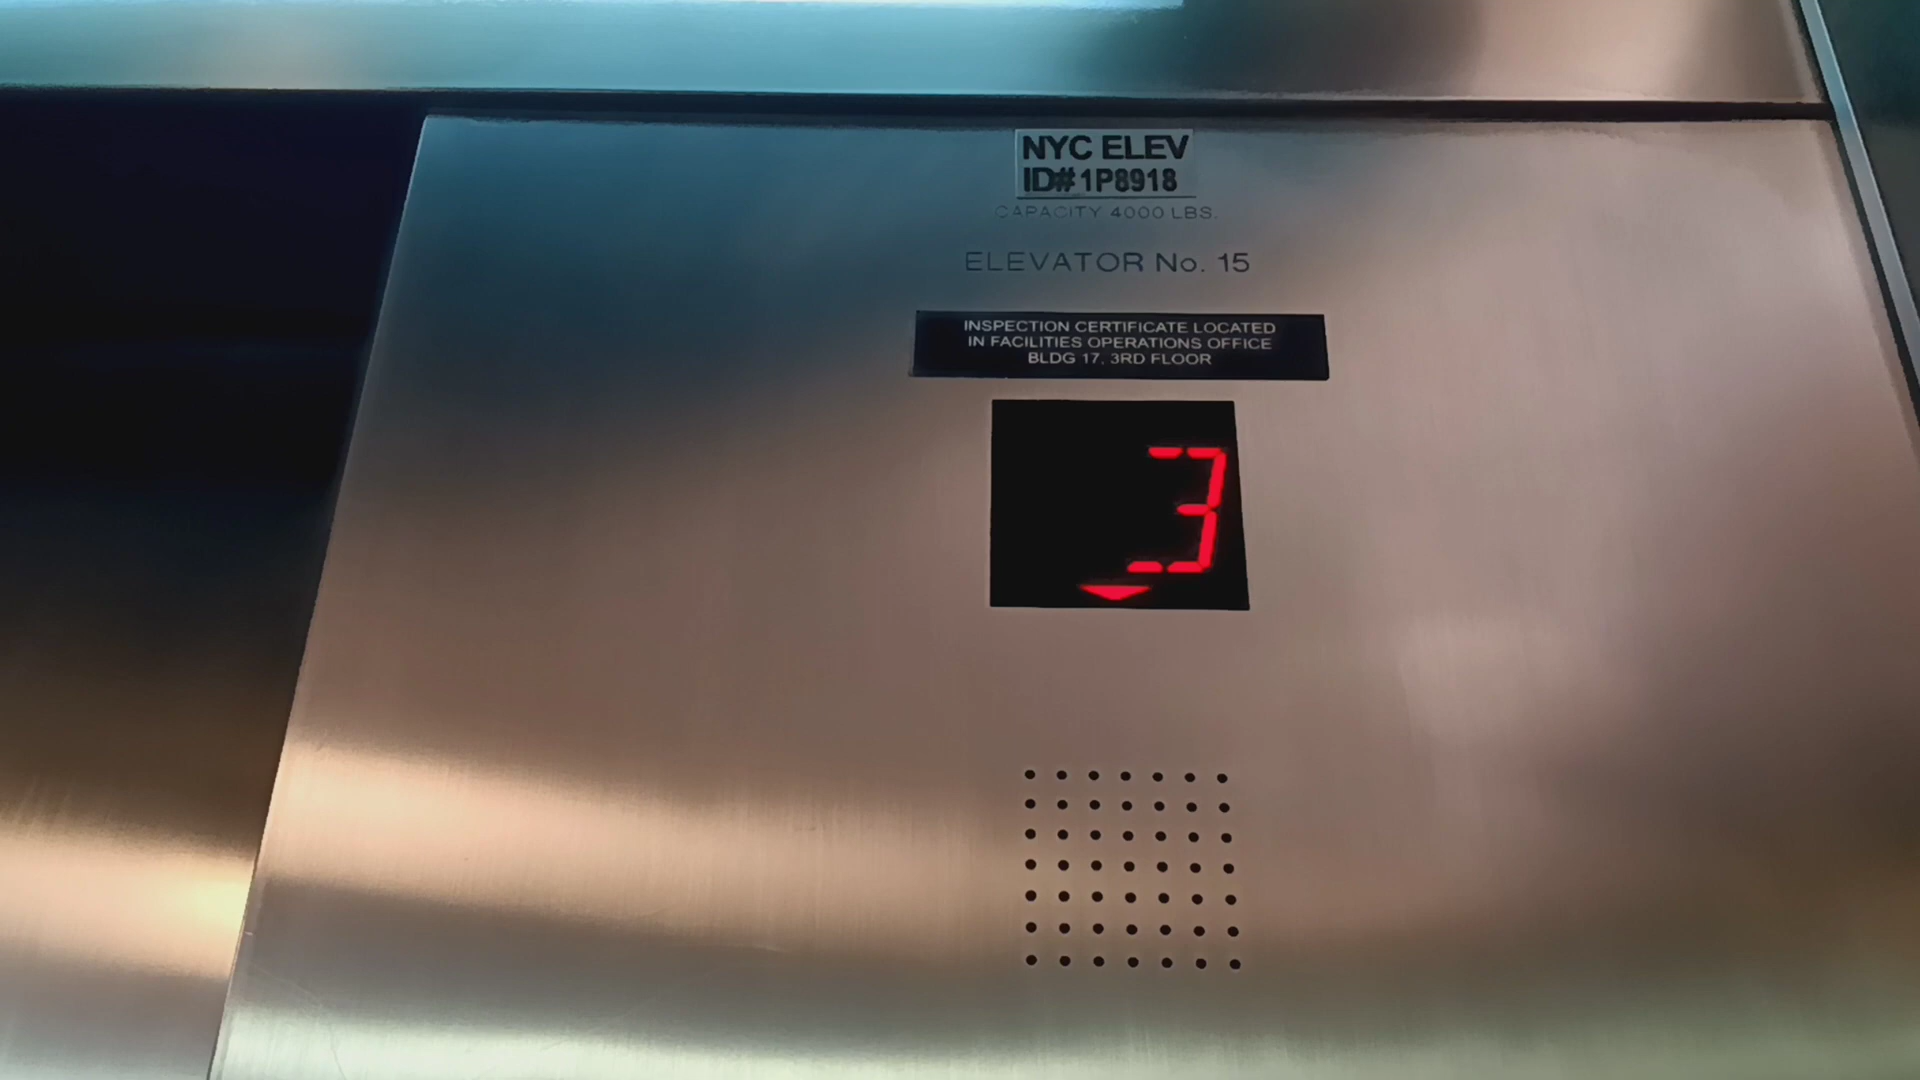 NYC ELEV
ID# 1P8918
CAPACITY 4000 LBS.
ELEVATOR No. 15
INSPECTION CERTIFICATE LOCATED
IN FACILITIES OPERATIONS OFFICE
BLDG 17, 3RD FLOOR
3